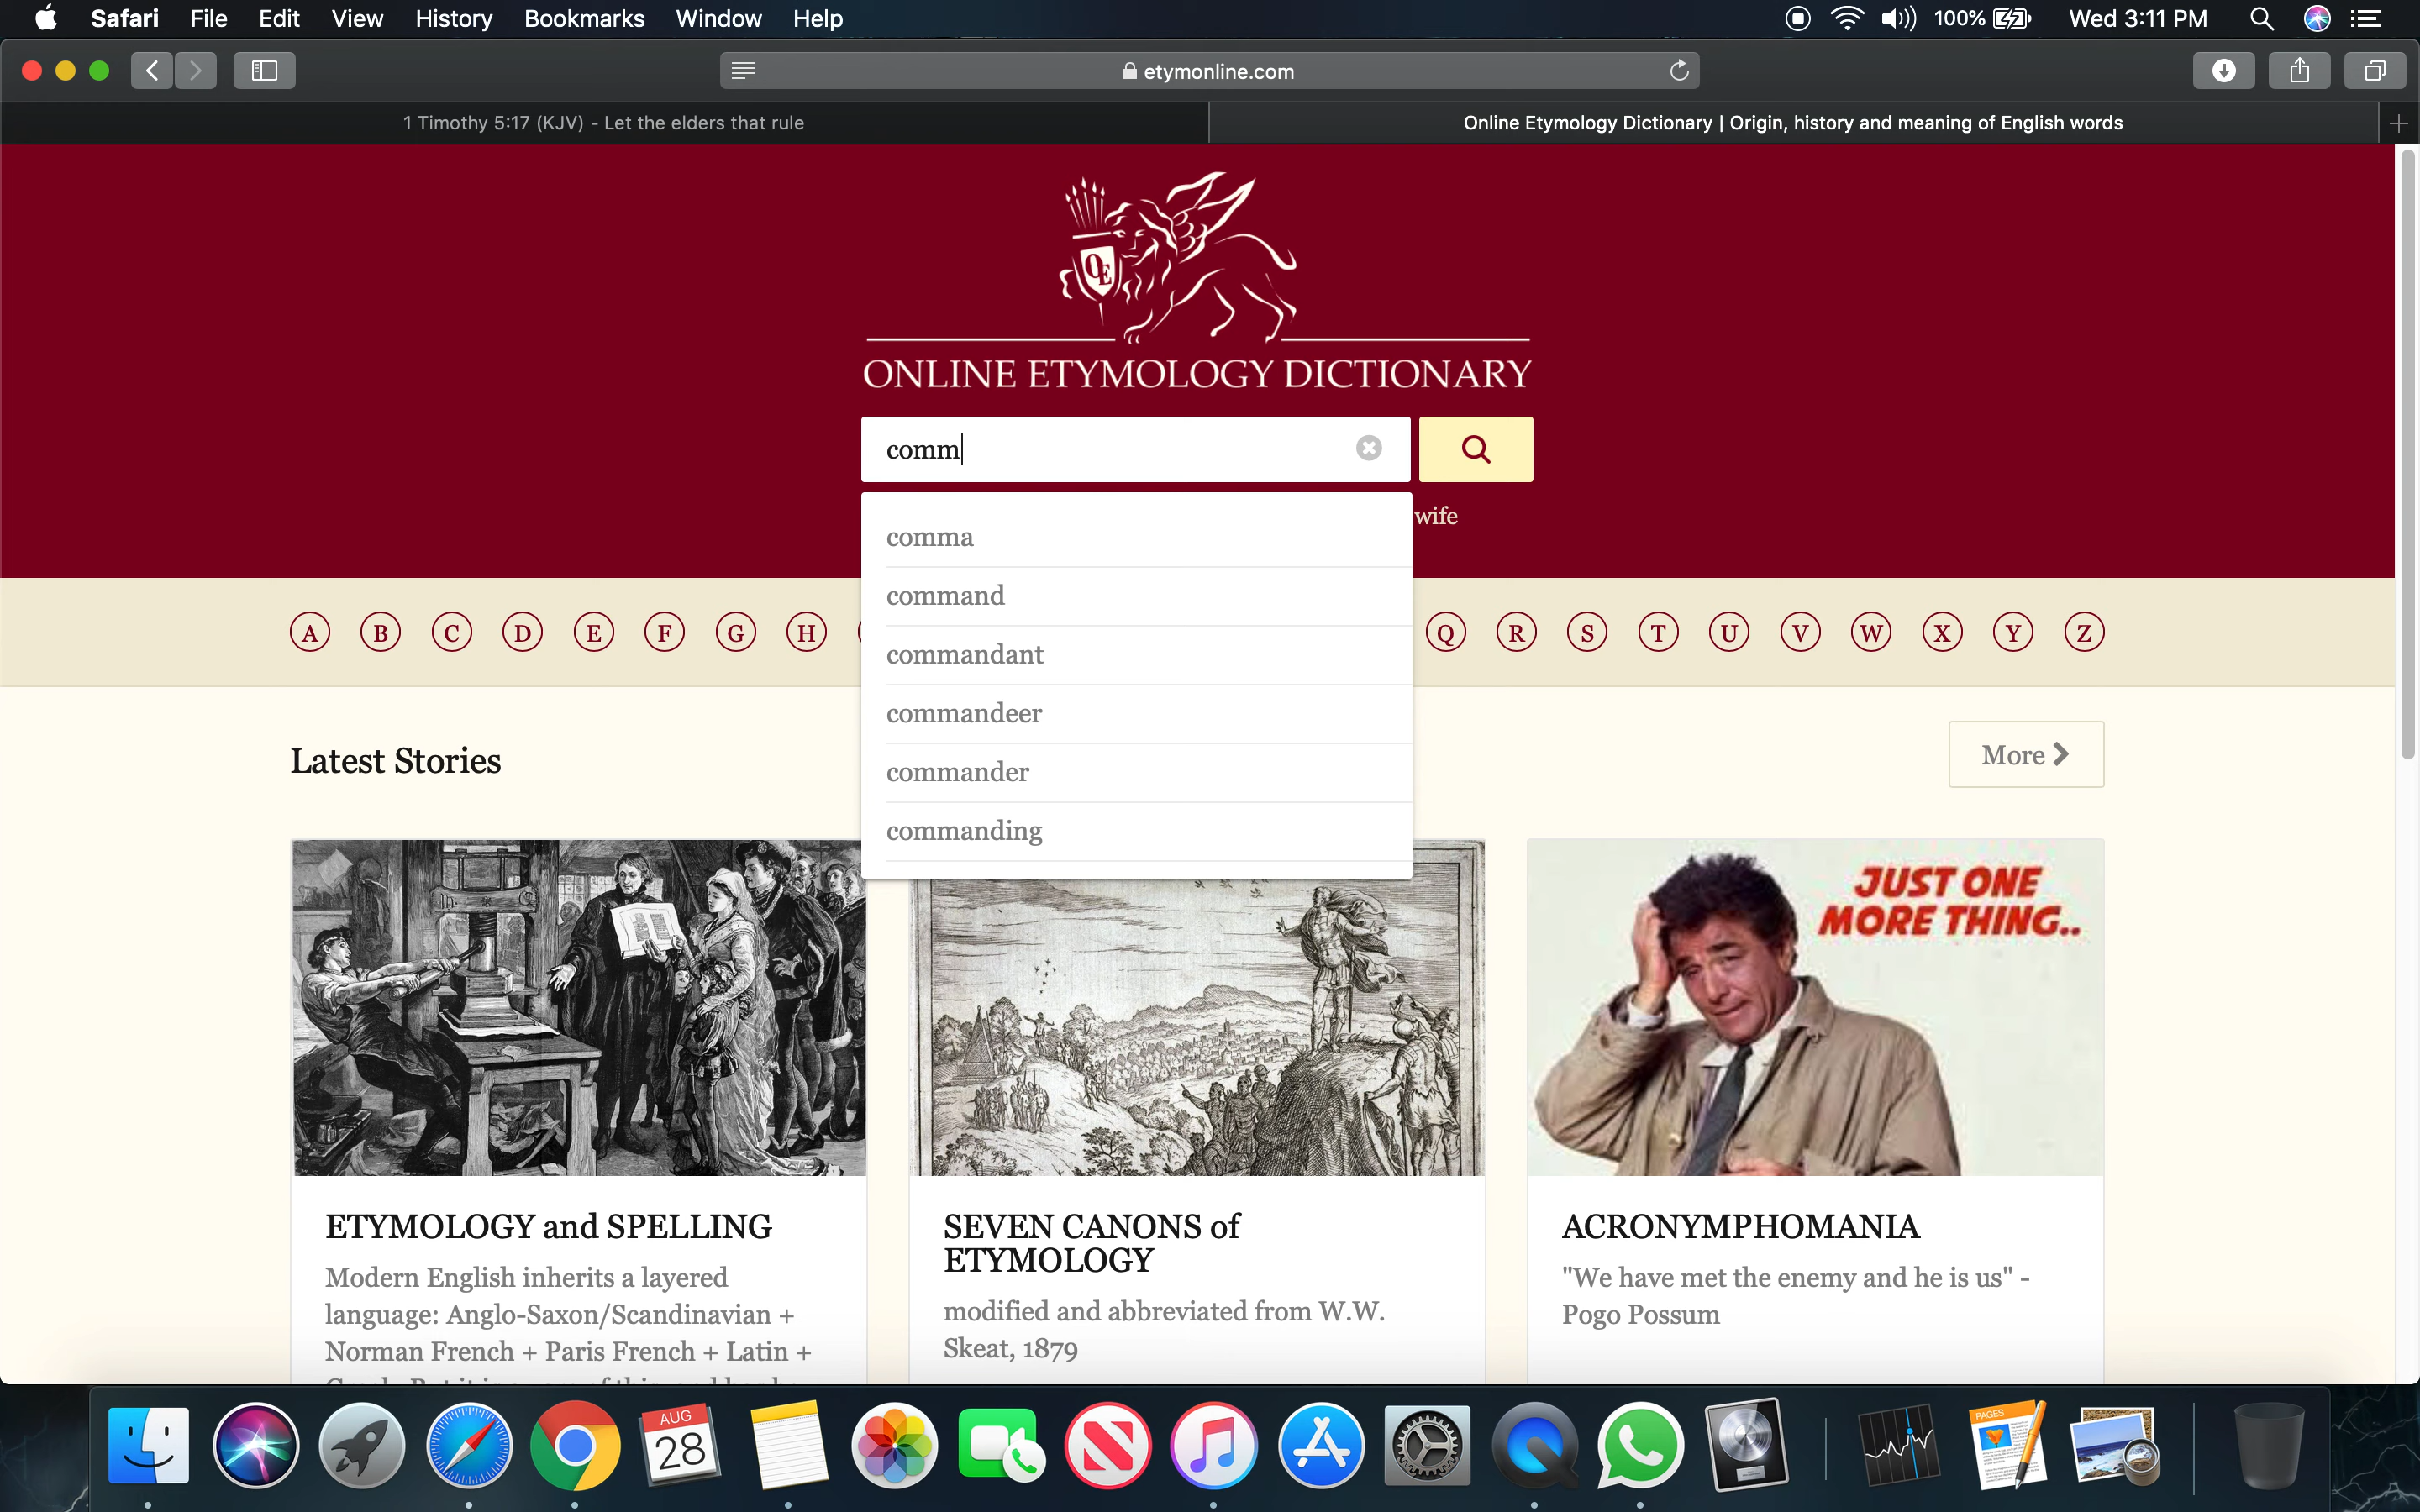 Safari File Edit View History Bookmarks Window Help 100% Wed 3:11 PM
etymonline.com
1 Timothy 5:17 (KJV) - Let the elders that rule
Online Etymology Dictionary | Origin, history and meaning of English words
OE
ONLINE ETYMOLOGY DICTIONARY
comm
wife
comma
command
commandant
commandeer
commander
commanding
A B C D E F G H Q R S T U V W X Y Z
Latest Stories
More
JUST ONE
MORE THING..
ETYMOLOGY and SPELLING
Modern English inherits a layered
language: Anglo-Saxon/Scandinavian +
Norman French + Paris French + Latin +
SEVEN CANONS of
ETYMOLOGY
modified and abbreviated from W.W.
Skeat, 1879
ACRONYMPHOMANIA
"We have met the enemy and he is us" -
Pogo Possum
AUG
28
PAGES